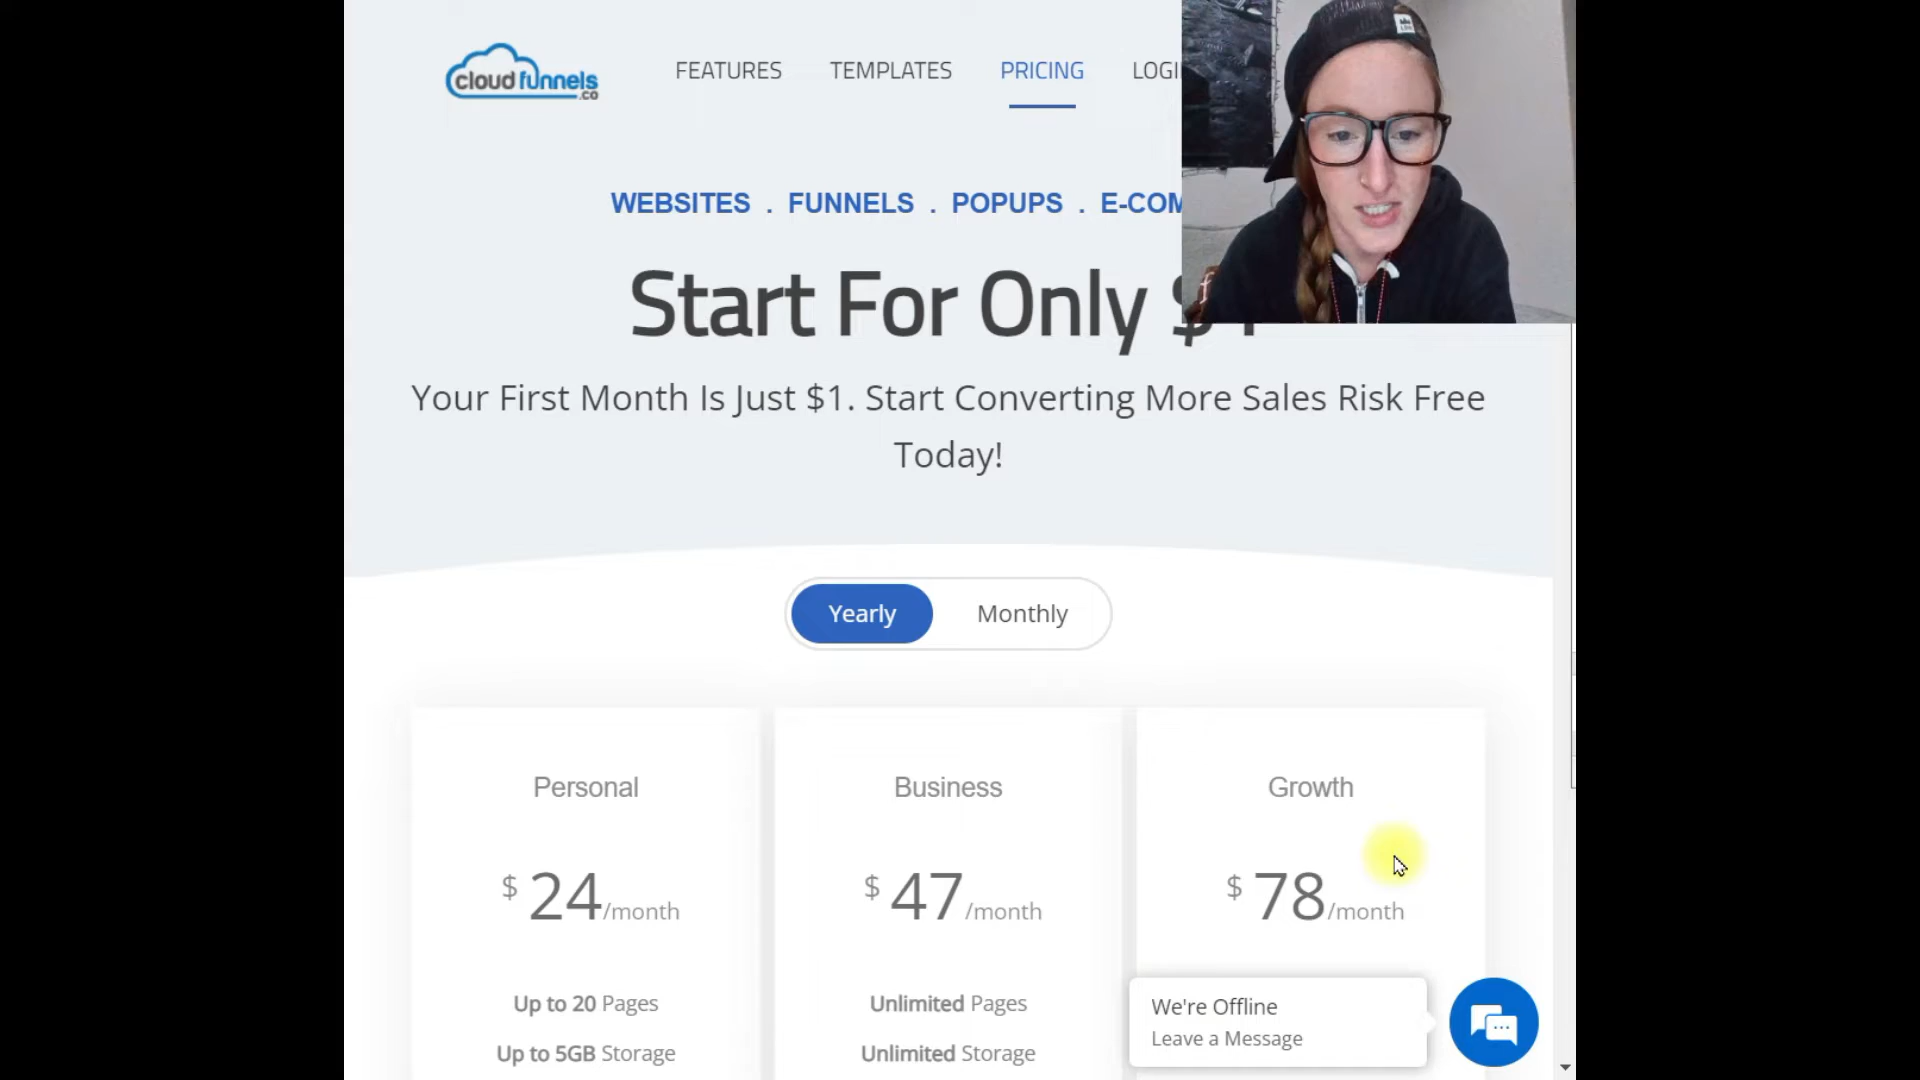 cloud funnels
.co
FEATURES TEMPLATES PRICING
WEBSITES . FUNNELS . POPUPS .
Start For Only
Your First Month Is Just $1. Start Converting More Sales Risk Free
Today!
Yearly Monthly
Personal
$ 24/month
Up to 20 Pages
Up to 5GB Storage
Business
$ 47/month
Unlimited Pages
Unlimited Storage
Growth
$ 78/month
We're Offline
Leave a Message